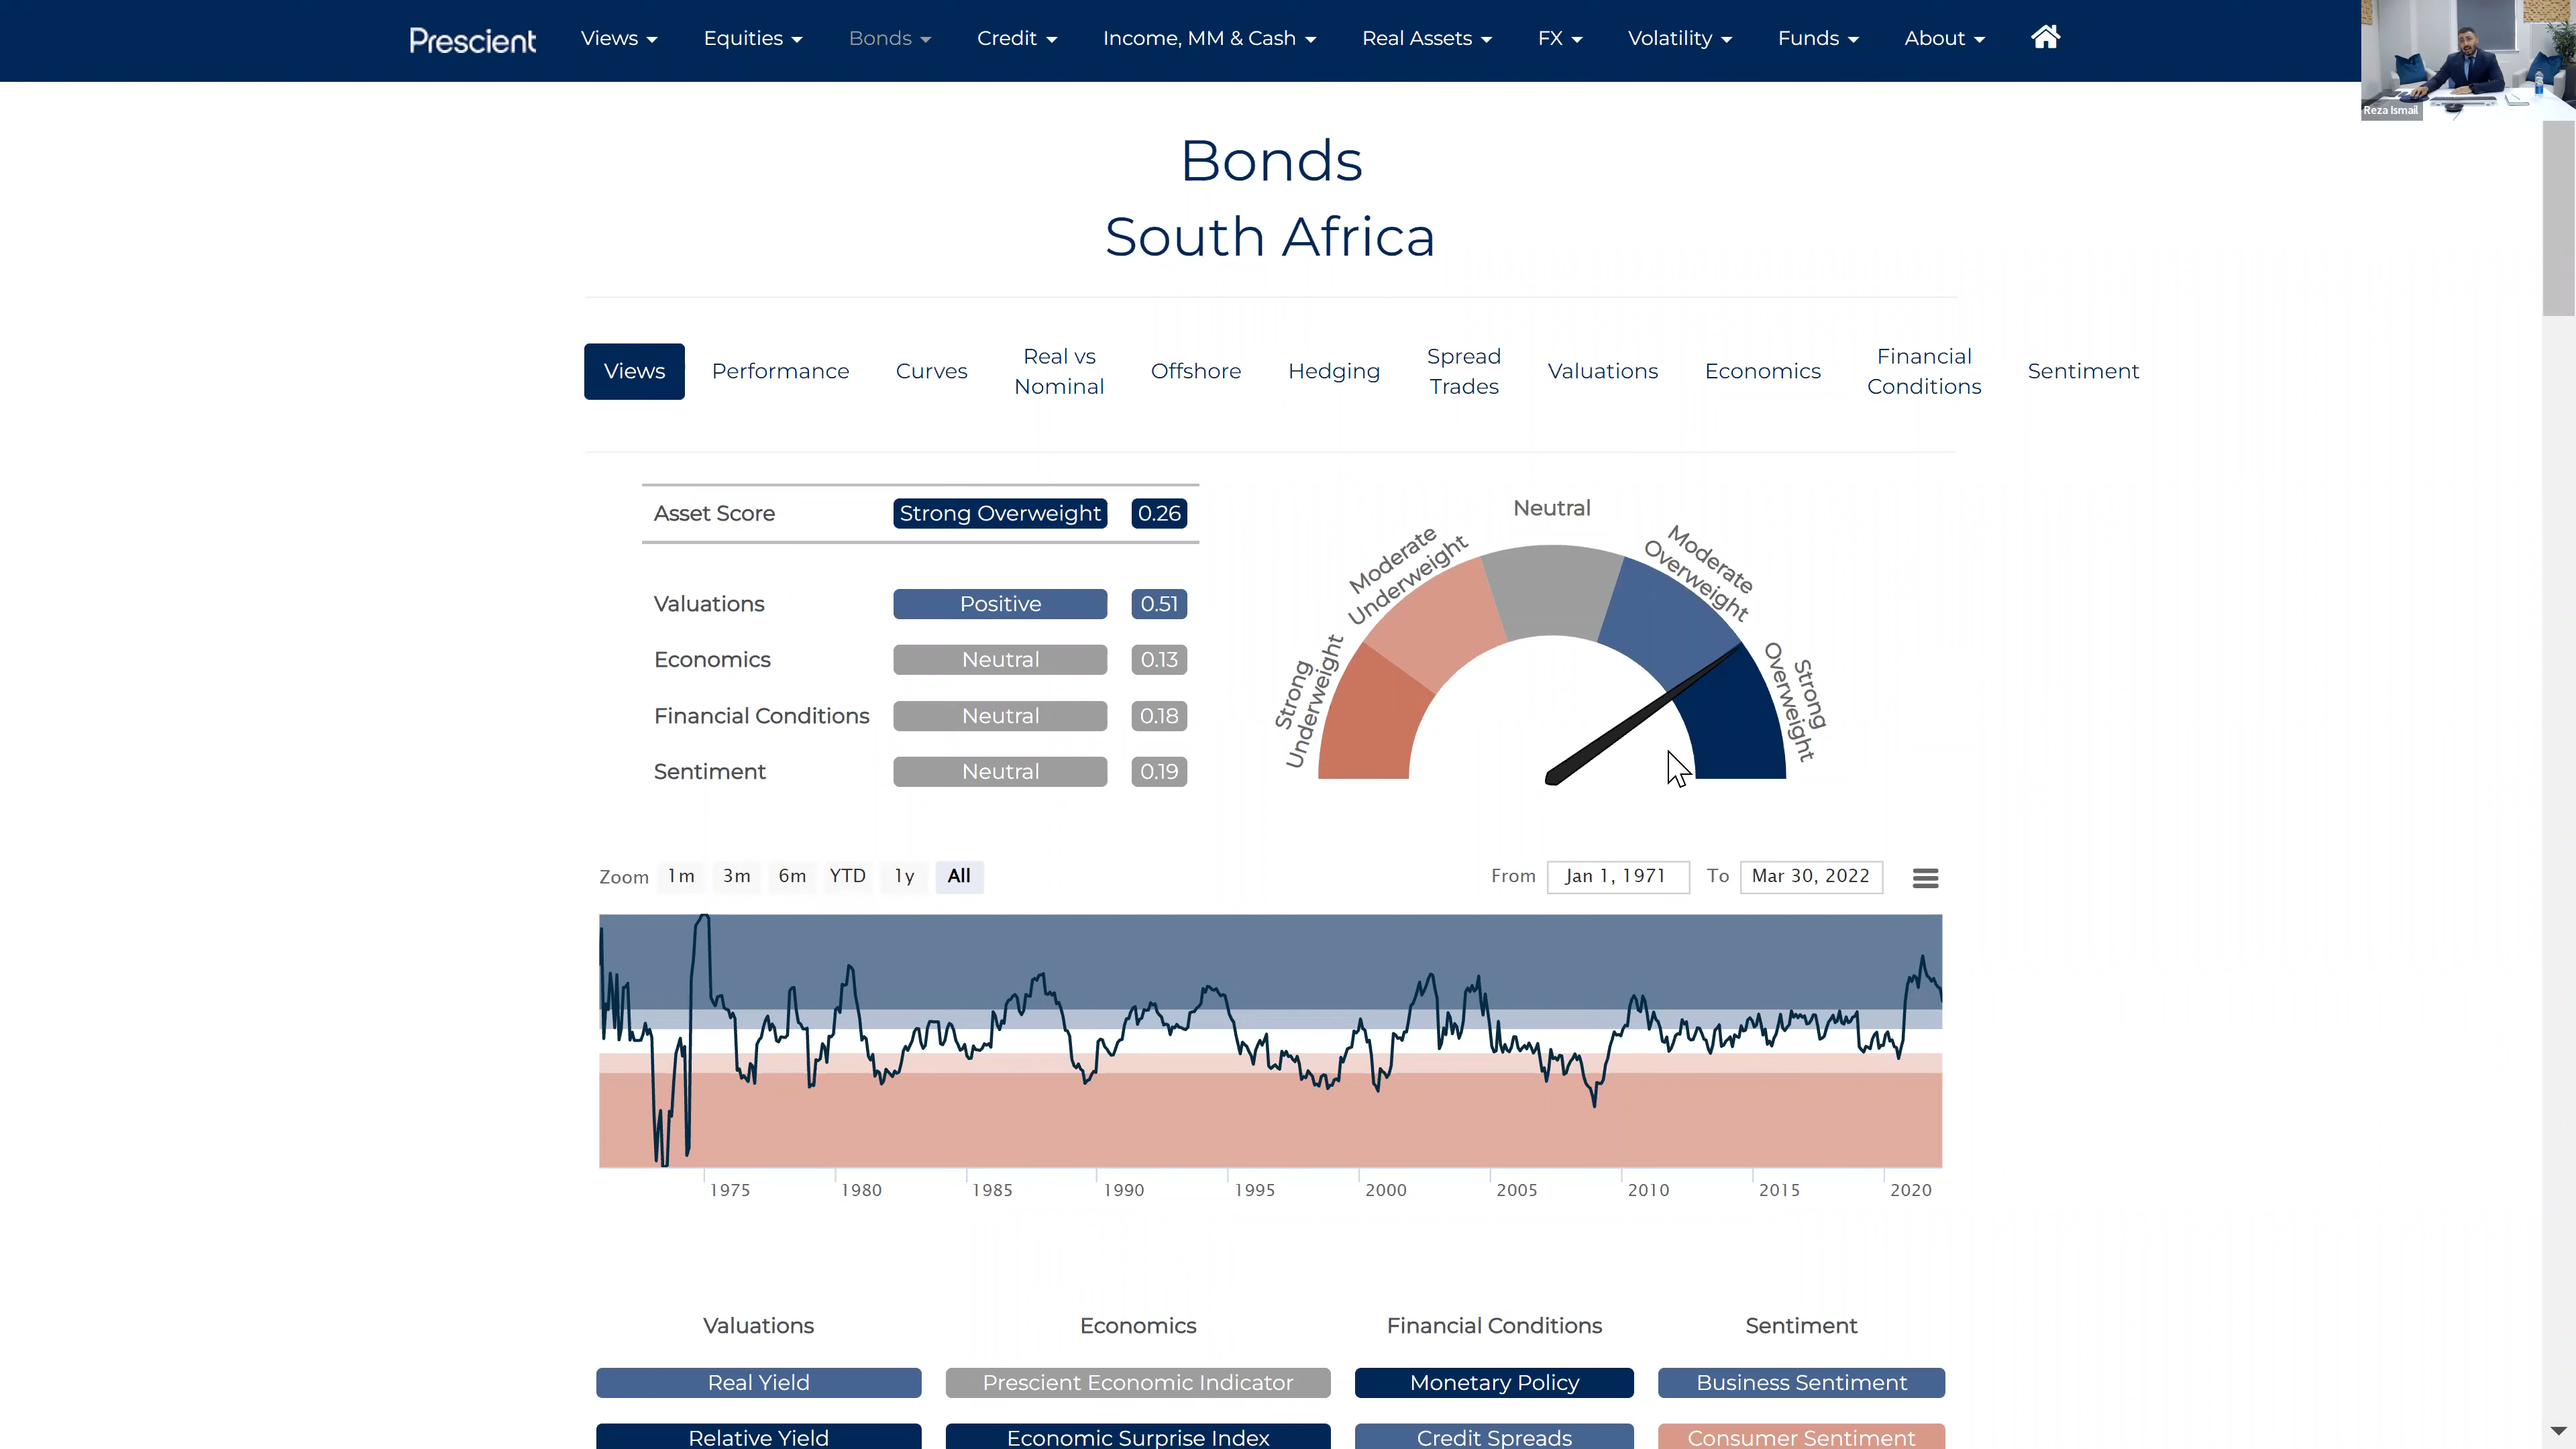 Prescient
Views
Equities
Bonds
Credit
Income, MM & Cash
Real Assets
FX
Volatility
Funds
About
Reza Ismail
Bonds
South Africa
Views
Performance
Curves
Real vs
Nominal
Offshore
Hedging
Spread
Trades
Valuations
Economics
Financial
Conditions
Sentiment
Asset Score Strong Overweight 0.26
Valuations Positive 0.51
Economics Neutral 0.13
Financial Conditions Neutral 0.18
Sentiment Neutral 0.19
Strong
Underweight
Moderate
Underweight
Neutral
Moderate
Overweight
Strong
Overweight
Zoom 1m 3m 6m YTD 1y All
From Jan 1, 1971 To Mar 30, 2022
1975 1980 1985 1990 1995 2000 2005 2010 2015 2020
Valuations Economics Financial Conditions Sentiment
Real Yield Prescient Economic Indicator Monetary Policy Business Sentiment
Relative Yield Economic Surprise Index Credit Spreads Consumer Sentiment